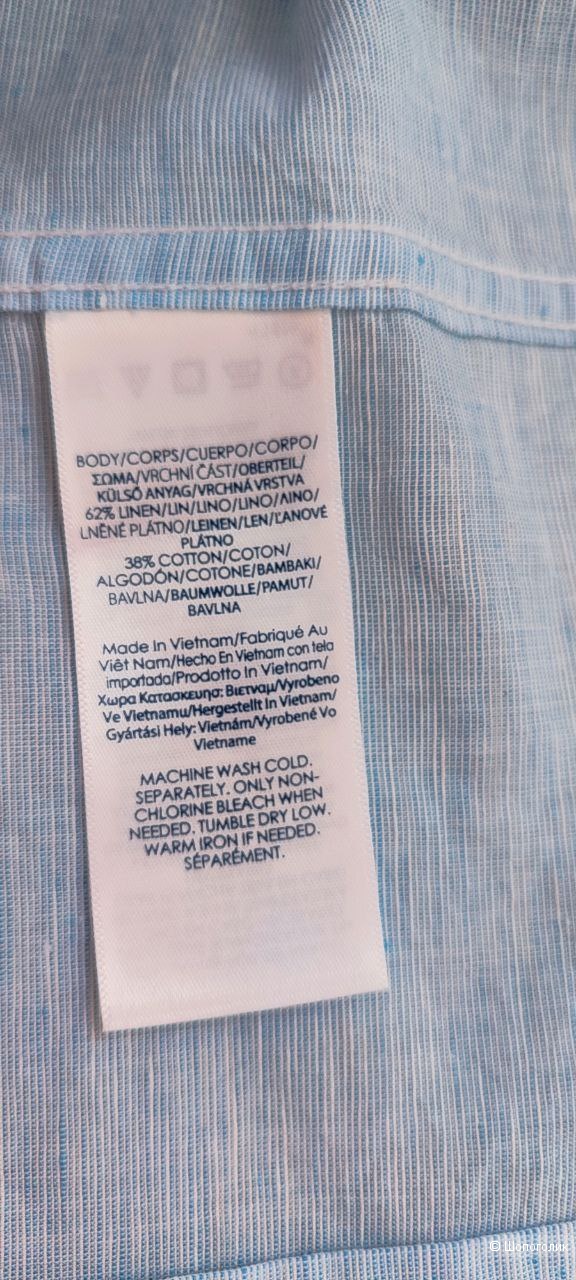 BODY/CORPS/CUERPO/CORPO/
ΣΩΜΑ/VRCHNÍ ČÁST/OBERTEIL/
KÜLSŐ ANYAG/VRCHNÁ VRSTVA
62% LINEN/LIN/LINO/LINO/ΛΙΝΟ/
LNĚNÉ PLÁTNO/LEINEN/LEN/ĽANOVÉ
PLÁTNO
38% COTTON/COTON/
ALGODÓN/COTONE/BAMBAKI/
BAVLNA/BAUMWOLLE/PAMUT/
BAVLNA
Made In Vietnam/Fabriqué Au
Viêt Nam/Hecho En Vietnam con tela
importada/Prodotto In Vietnam/
Χωρα Κατασκευης: Βιετναμ/Vyrobeno
Ve Vietnamu/Hergestellt In Vietnam/
Gyártási Hely: Vietnám/Vyrobené Vo
Vietname
MACHINE WASH COLD.
SEPARATELY. ONLY NON-
CHLORINE BLEACH WHEN
NEEDED. TUMBLE DRY LOW.
WARM IRON IF NEEDED.
SÉPARÉMENT.
© Шопоголик